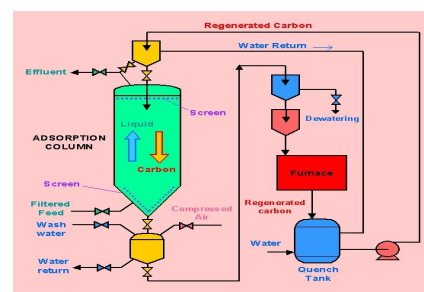 Regenerated Carbon
Water Return
Effluent
Screen
Dewatering
Liquid
ADSORPTION
COLUMN
Carbon
Furnace
Screen
Filtered
Feed
Compressed
Air
Regenerated
carbon
Wash
water
Water
Water
return
Quench
Tank